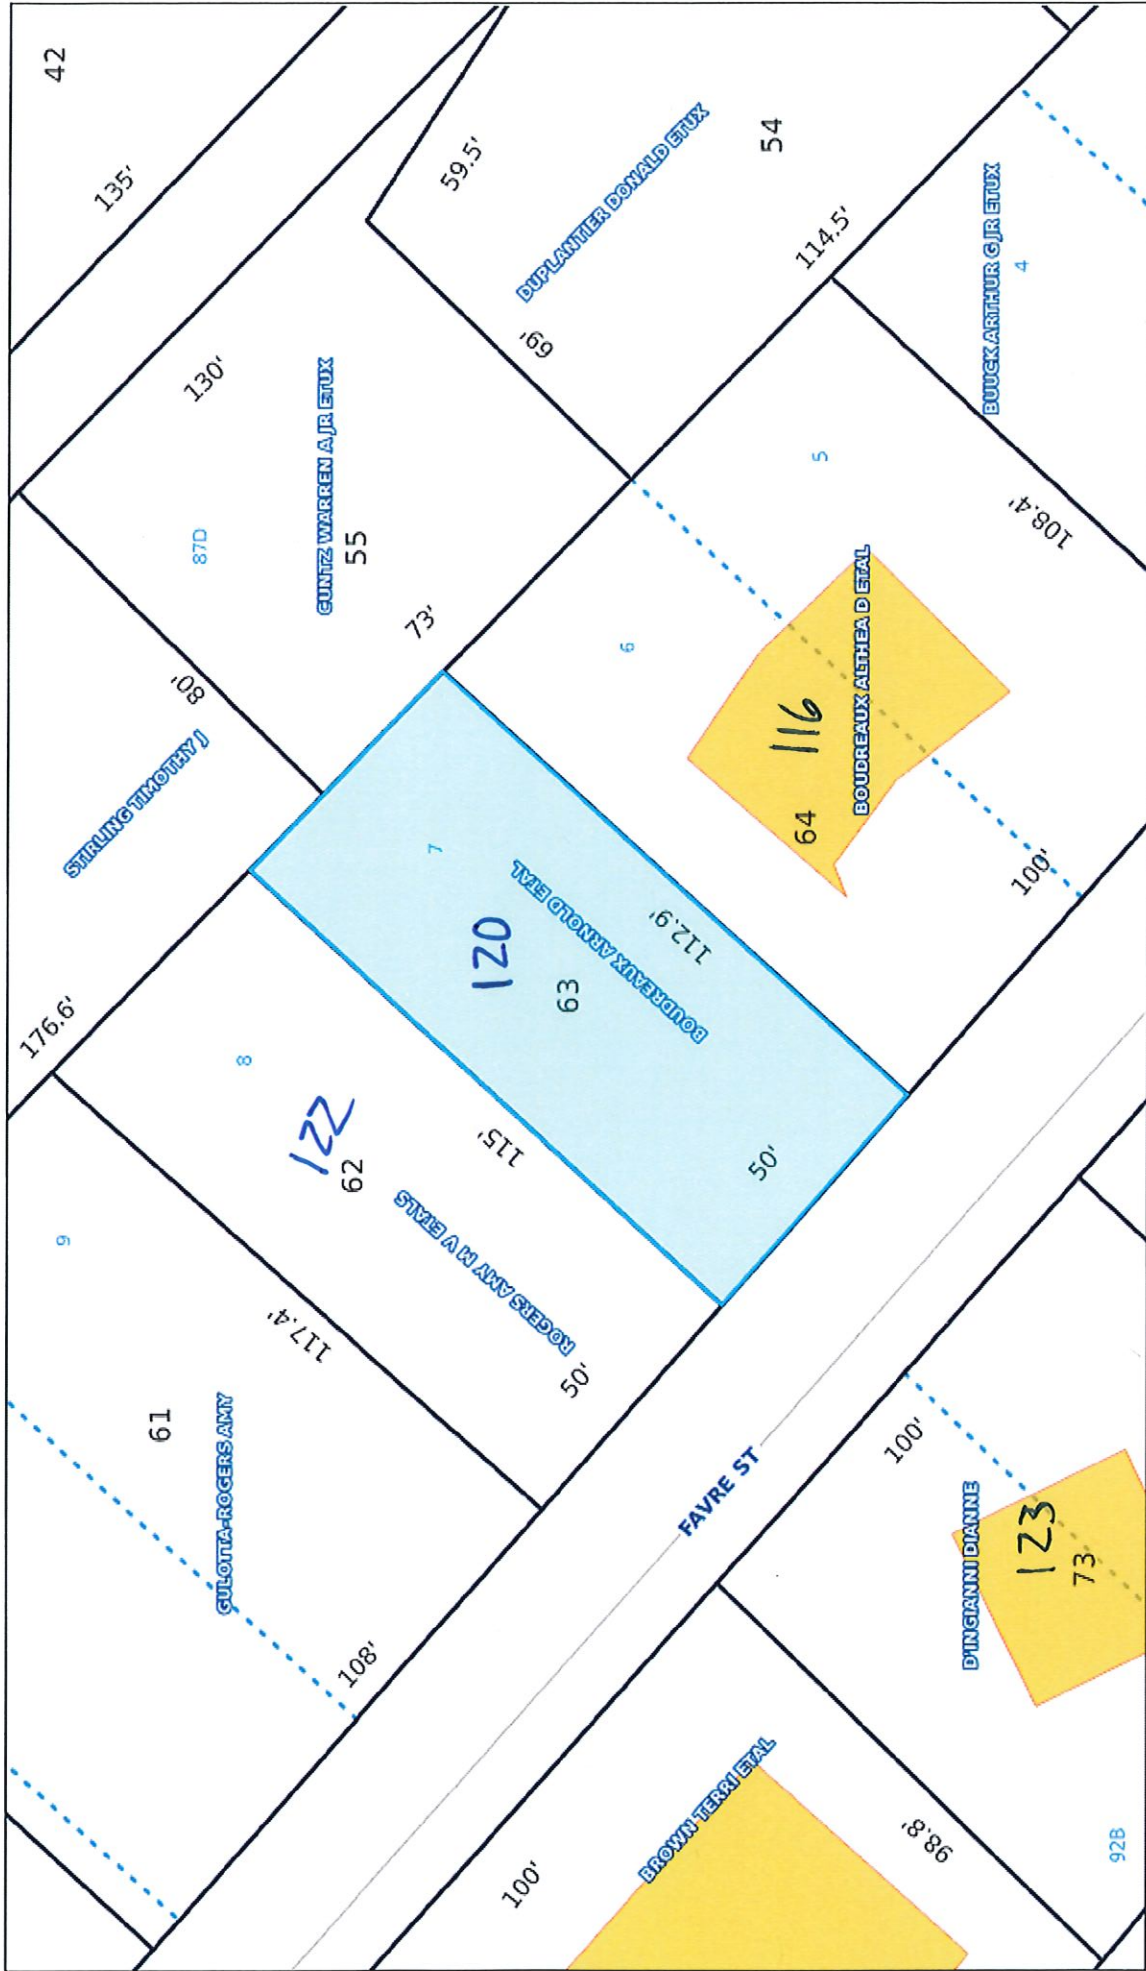 42
135'
130'
59.5'
DUPLANTIER DONALD ETUX
54
87D
CUNTZ WARREN A JR ETUX
55
69'
114.5'
BUUCK ARTHUR G JR ETUX
4
80'
73'
5
108.4'
STIRLING TIMOTHY J
6
116
64
BOUDREAUX ALTHEA D ETAL
100'
176.6'
7
120
63
BOUDREAUX ARNOLD ETAL
112.9'
8
122
62
115'
50'
ROGERS AMY M V ETALS
50'
9
117.4'
61
GULOTTA-ROGERS AMY
108'
FAVRE ST
100'
D'INGIANNI DIANNE
123
73
BROWN TERRI ETAL
100'
98.8'
92B